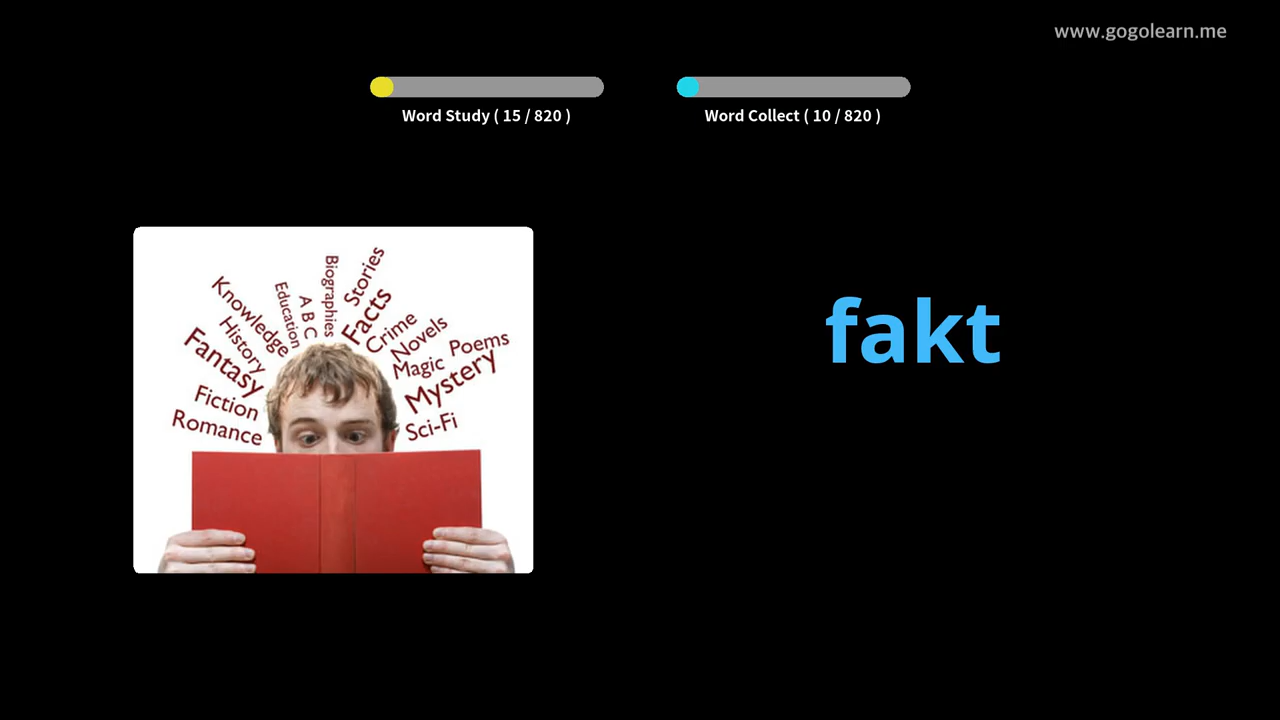 www.gogolearn.me
Word Study ( 15 / 820 )
Word Collect ( 10 / 820 )
Romance
Fiction
Fantasy
History
Knowledge
Education
A B C
Biographies
Stories
Facts
Crime
Novels
Magic
Poems
Mystery
Sci-Fi
fakt